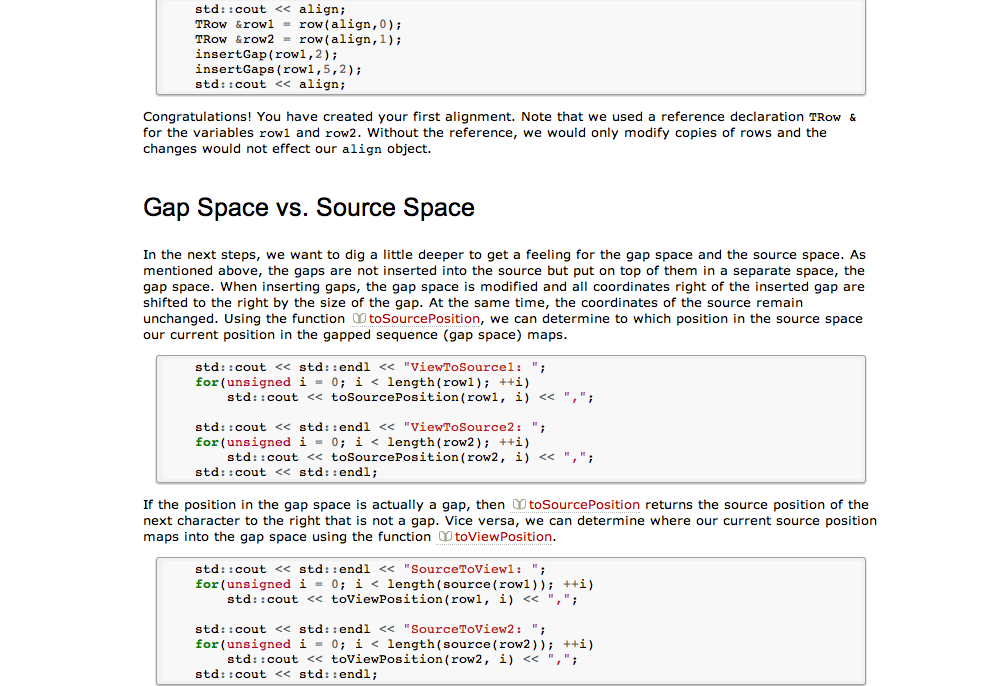 std::cout << align;
TRow &row1 = row(align,0);
TRow &row2 = row(align,1);
insertGap(row1,2);
insertGaps(row1,5,2);
std::cout << align;
Congratulations! You have created your first alignment. Note that we used a reference declaration TRow &
for the variables row1 and row2. Without the reference, we would only modify copies of rows and the
changes would not effect our align object.
Gap Space vs. Source Space
In the next steps, we want to dig a little deeper to get a feeling for the gap space and the source space. As
mentioned above, the gaps are not inserted into the source but put on top of them in a separate space, the
gap space. When inserting gaps, the gap space is modified and all coordinates right of the inserted gap are
shifted to the right by the size of the gap. At the same time, the coordinates of the source remain
unchanged. Using the function toSourcePosition, we can determine to which position in the source space
our current position in the gapped sequence (gap space) maps.
std::cout << std::endl << "ViewToSource1: ";
for(unsigned i = 0; i < length(row1); ++i)
    std::cout << toSourcePosition(row1, i) << ",";
std::cout << std::endl << "ViewToSource2: ";
for(unsigned i = 0; i < length(row2); ++i)
    std::cout << toSourcePosition(row2, i) << ",";
std::cout << std::endl;
If the position in the gap space is actually a gap, then toSourcePosition returns the source position of the
next character to the right that is not a gap. Vice versa, we can determine where our current source position
maps into the gap space using the function toViewPosition.
std::cout << std::endl << "SourceToView1: ";
for(unsigned i = 0; i < length(source(row1)); ++i)
    std::cout << toViewPosition(row1, i) << ",";
std::cout << std::endl << "SourceToView2: ";
for(unsigned i = 0; i < length(source(row2)); ++i)
    std::cout << toViewPosition(row2, i) << ",";
std::cout << std::endl;